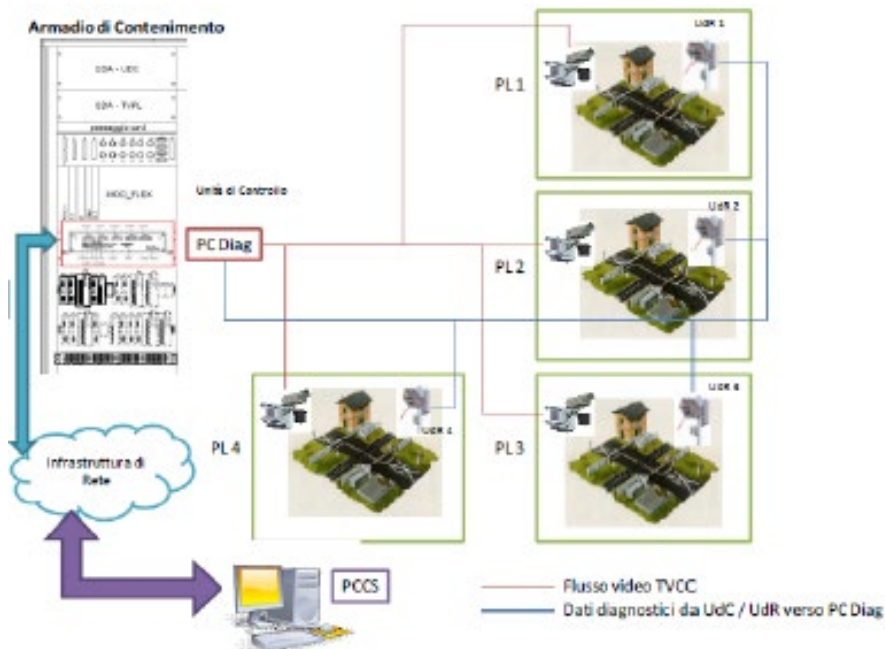 Armadio di Contenimento
UdR 1
PL 1
Unità di Controllo
UdR 2
PC Diag
PL 2
PL 4
PL 3
Infrastruttura di
Rete
PCCS
Flusso video TVCC
Dati diagnostici da UdC / UdR verso PC Diag